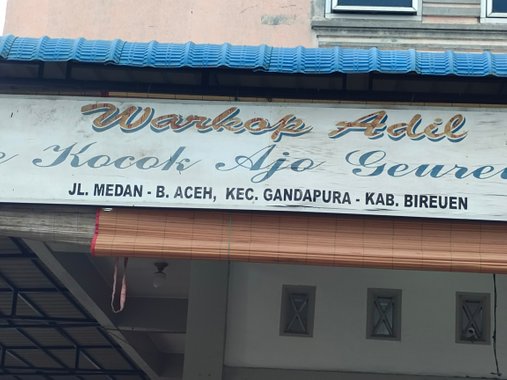 Warkop Adil
Kocok Ajo
JL. MEDAN - B. ACEH, KEC. GANDAPURA - KAB. BIREUEN